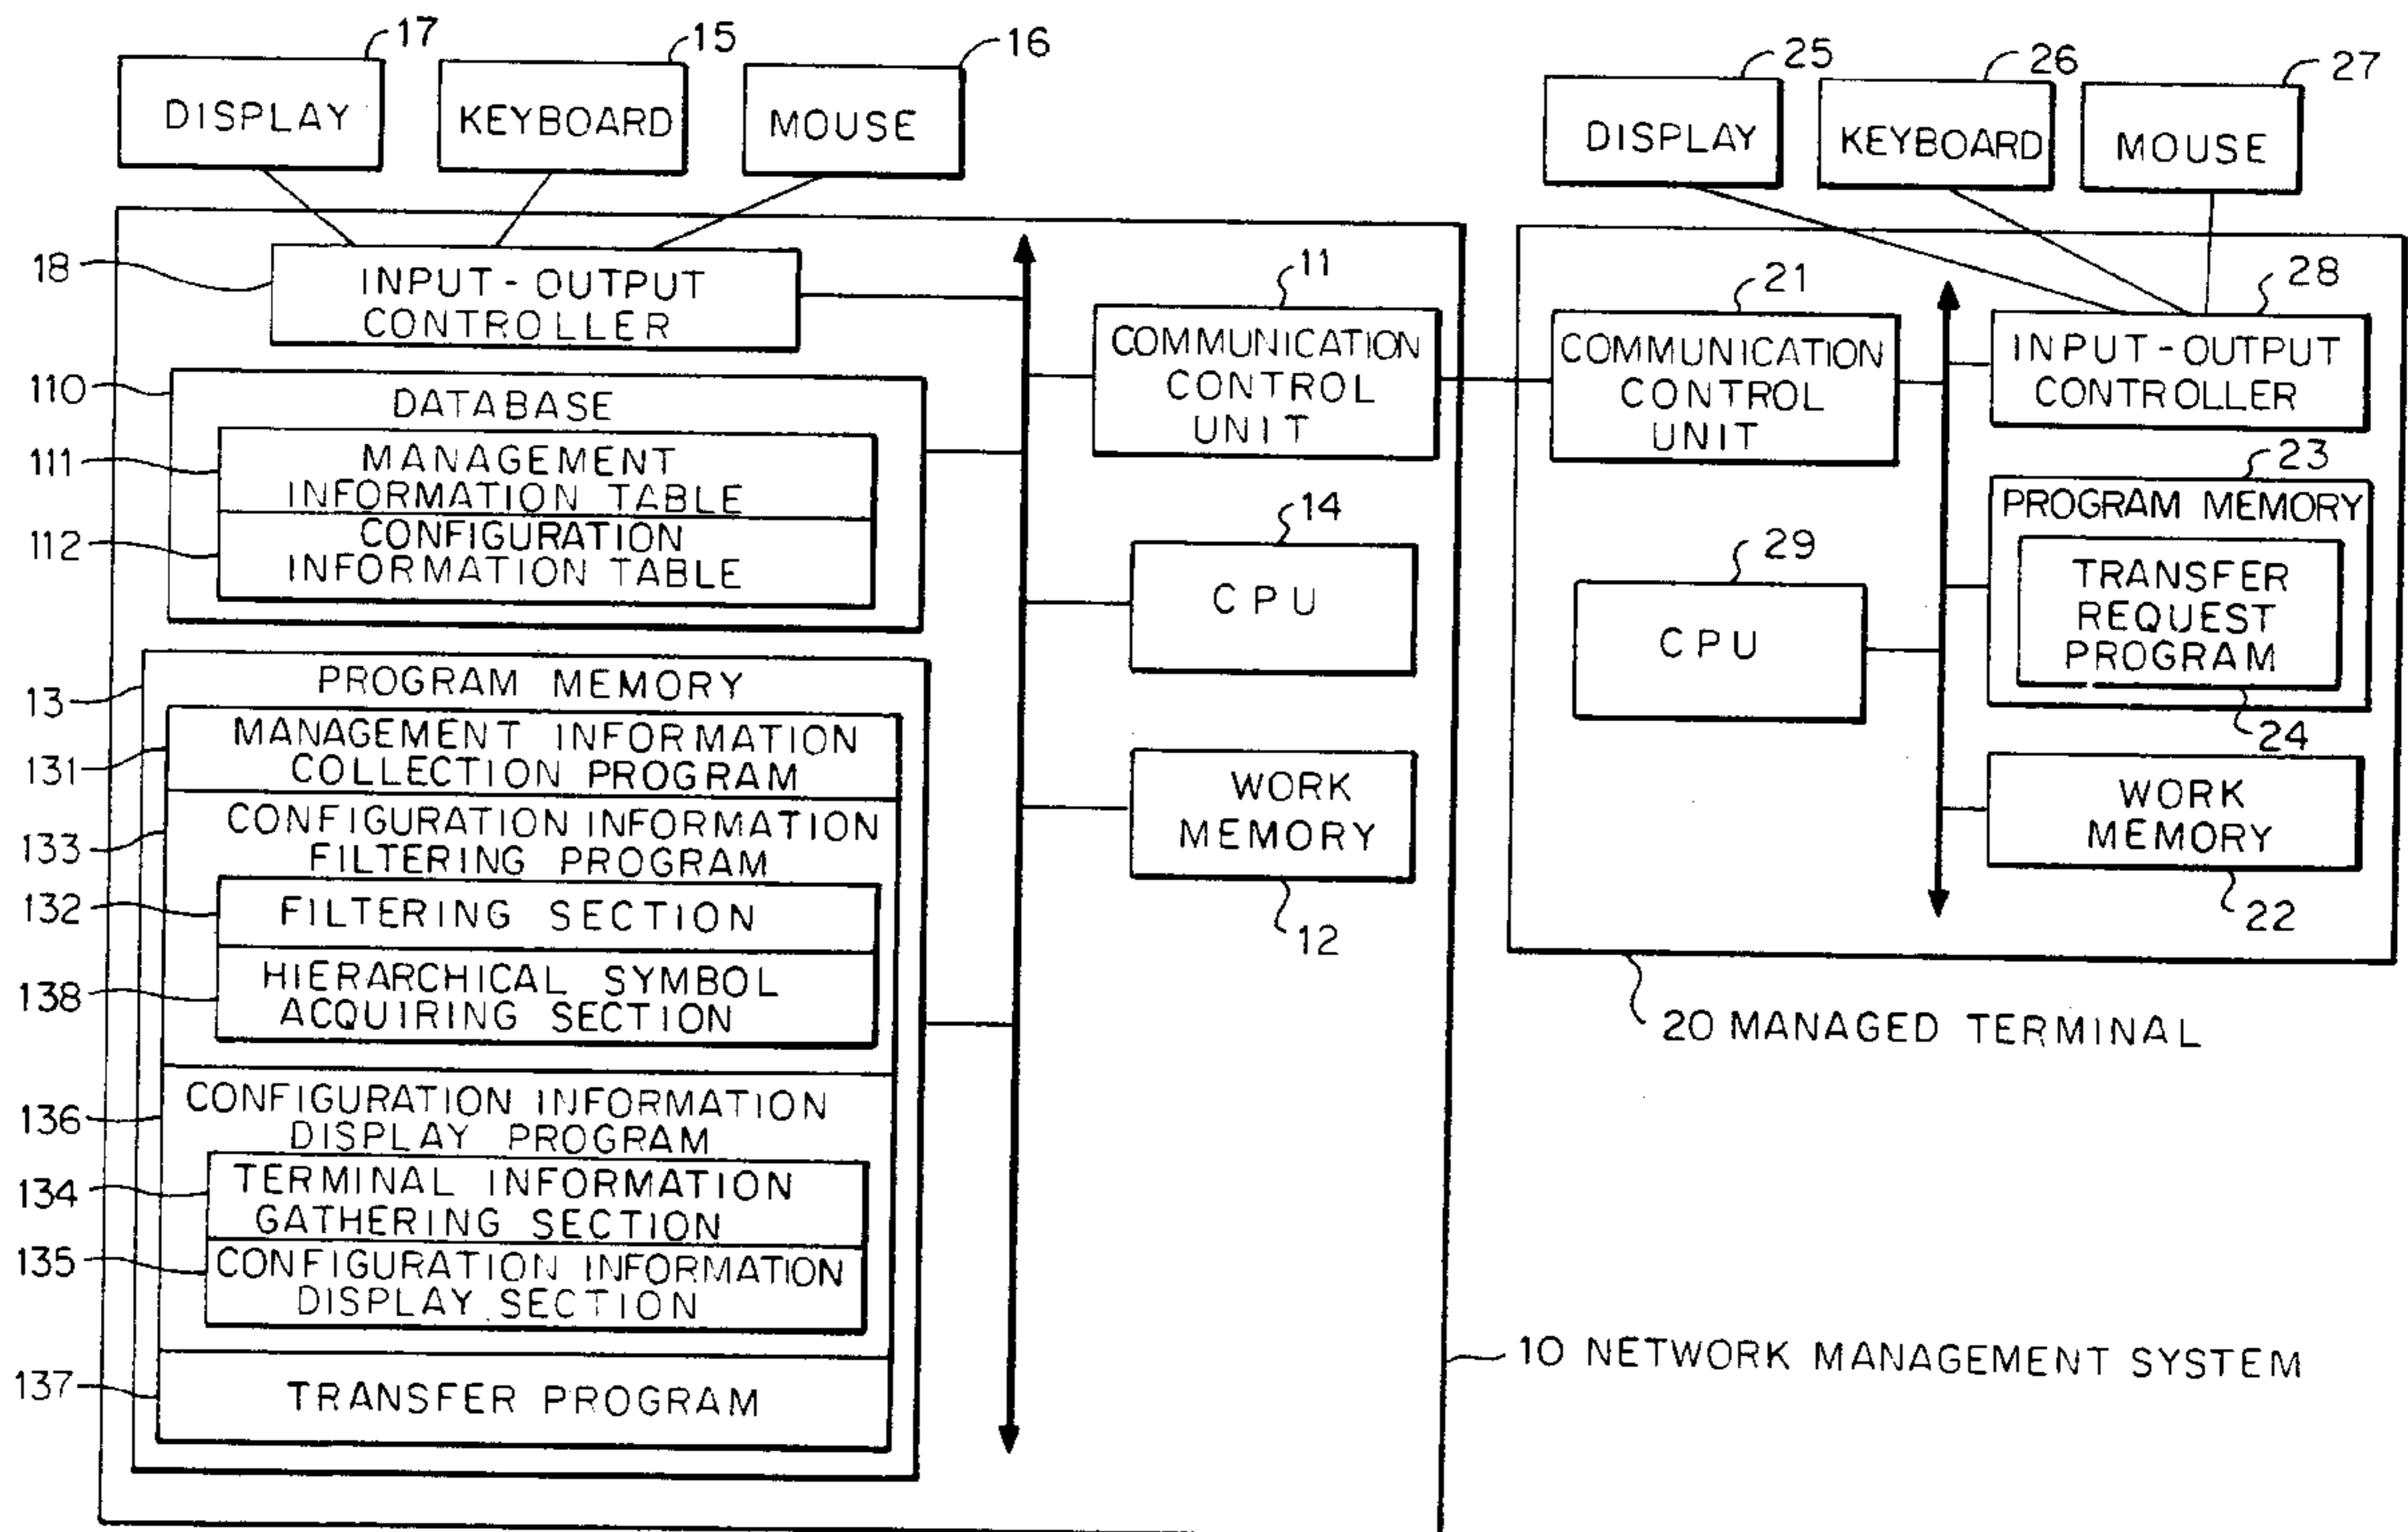 17
15
16
25
26
27
DISPLAY
KEYBOARD
MOUSE
DISPLAY
KEYBOARD
MOUSE
18
INPUT-OUTPUT
CONTROLLER
11
COMMUNICATION
CONTROL
UNIT
21
COMMUNICATION
CONTROL
UNIT
28
INPUT-OUTPUT
CONTROLLER
110
DATABASE
111
MANAGEMENT
INFORMATION TABLE
112
CONFIGURATION
INFORMATION TABLE
14
CPU
29
CPU
23
PROGRAM MEMORY
TRANSFER
REQUEST
PROGRAM
24
13
PROGRAM MEMORY
131
MANAGEMENT INFORMATION
COLLECTION PROGRAM
133
CONFIGURATION INFORMATION
FILTERING PROGRAM
132
FILTERING SECTION
138
HIERARCHICAL SYMBOL
ACQUIRING SECTION
136
CONFIGURATION INFORMATION
DISPLAY PROGRAM
134
TERMINAL INFORMATION
GATHERING SECTION
135
CONFIGURATION INFORMATION
DISPLAY SECTION
137
TRANSFER PROGRAM
WORK
MEMORY
12
WORK
MEMORY
22
20 MANAGED TERMINAL
10 NETWORK MANAGEMENT SYSTEM